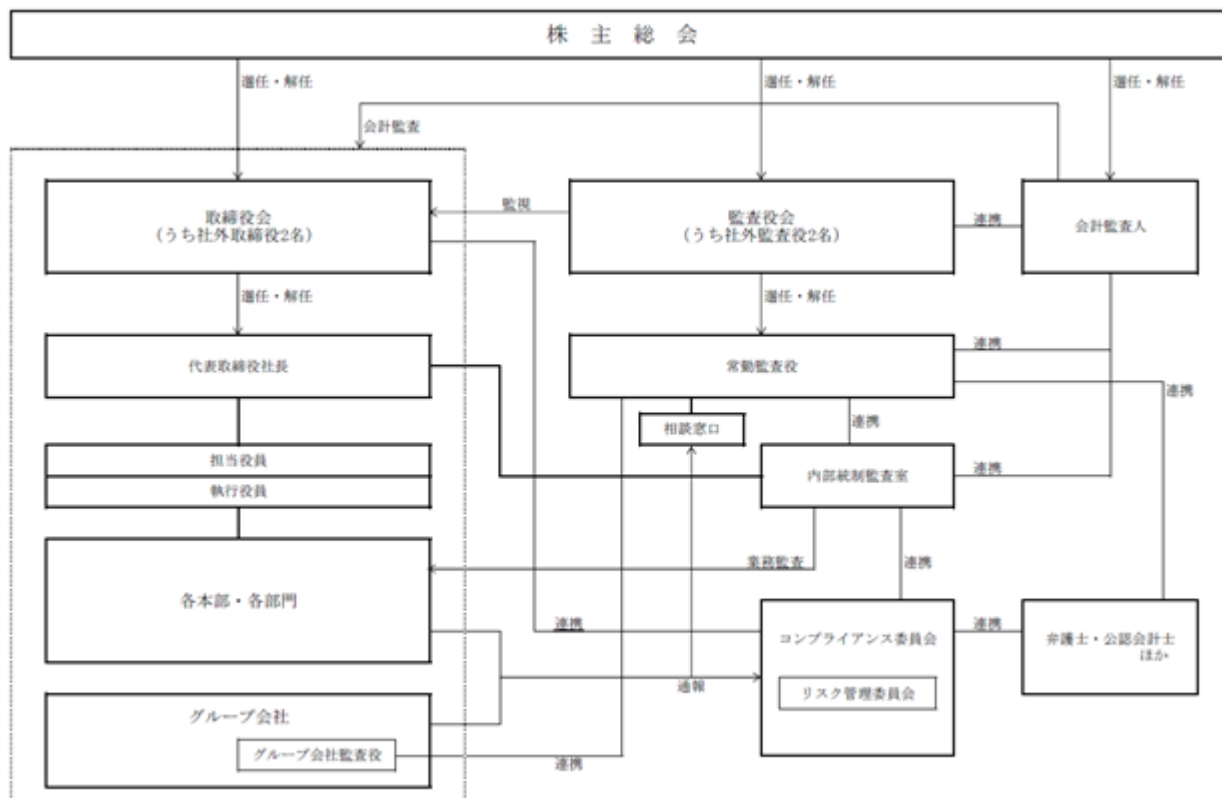 株 主 総 会
選任・解任
選任・解任
選任・解任
会計監査
取締役会
(うち社外取締役2名)
監視
監査役会
(うち社外監査役2名)
連携
会計監査人
選任・解任
選任・解任
代表取締役社長
常勤監査役
連携
連携
相談窓口
連携
担当役員
執行役員
内部統制監査室
連携
業務監査
連携
各本部・各部門
連携
コンプライアンス委員会
連携
弁護士・公認会計士
ほか
通報
リスク管理委員会
グループ会社
グループ会社監査役
連携